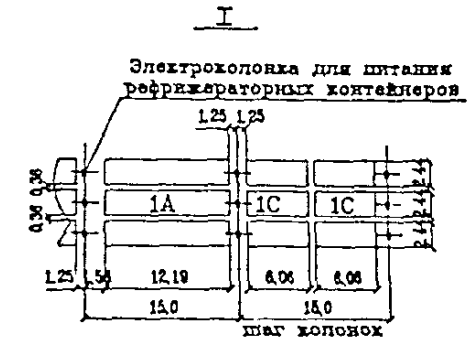 I
Электроколонка для питания
рефрижераторных контейнеров
1,25 1,25
0,36
0,36
1А 1С 1С
2,44
2,44
2,44
1,25 1,56 12,19 6,06 6,06
15,0 15,0
шаг колонок